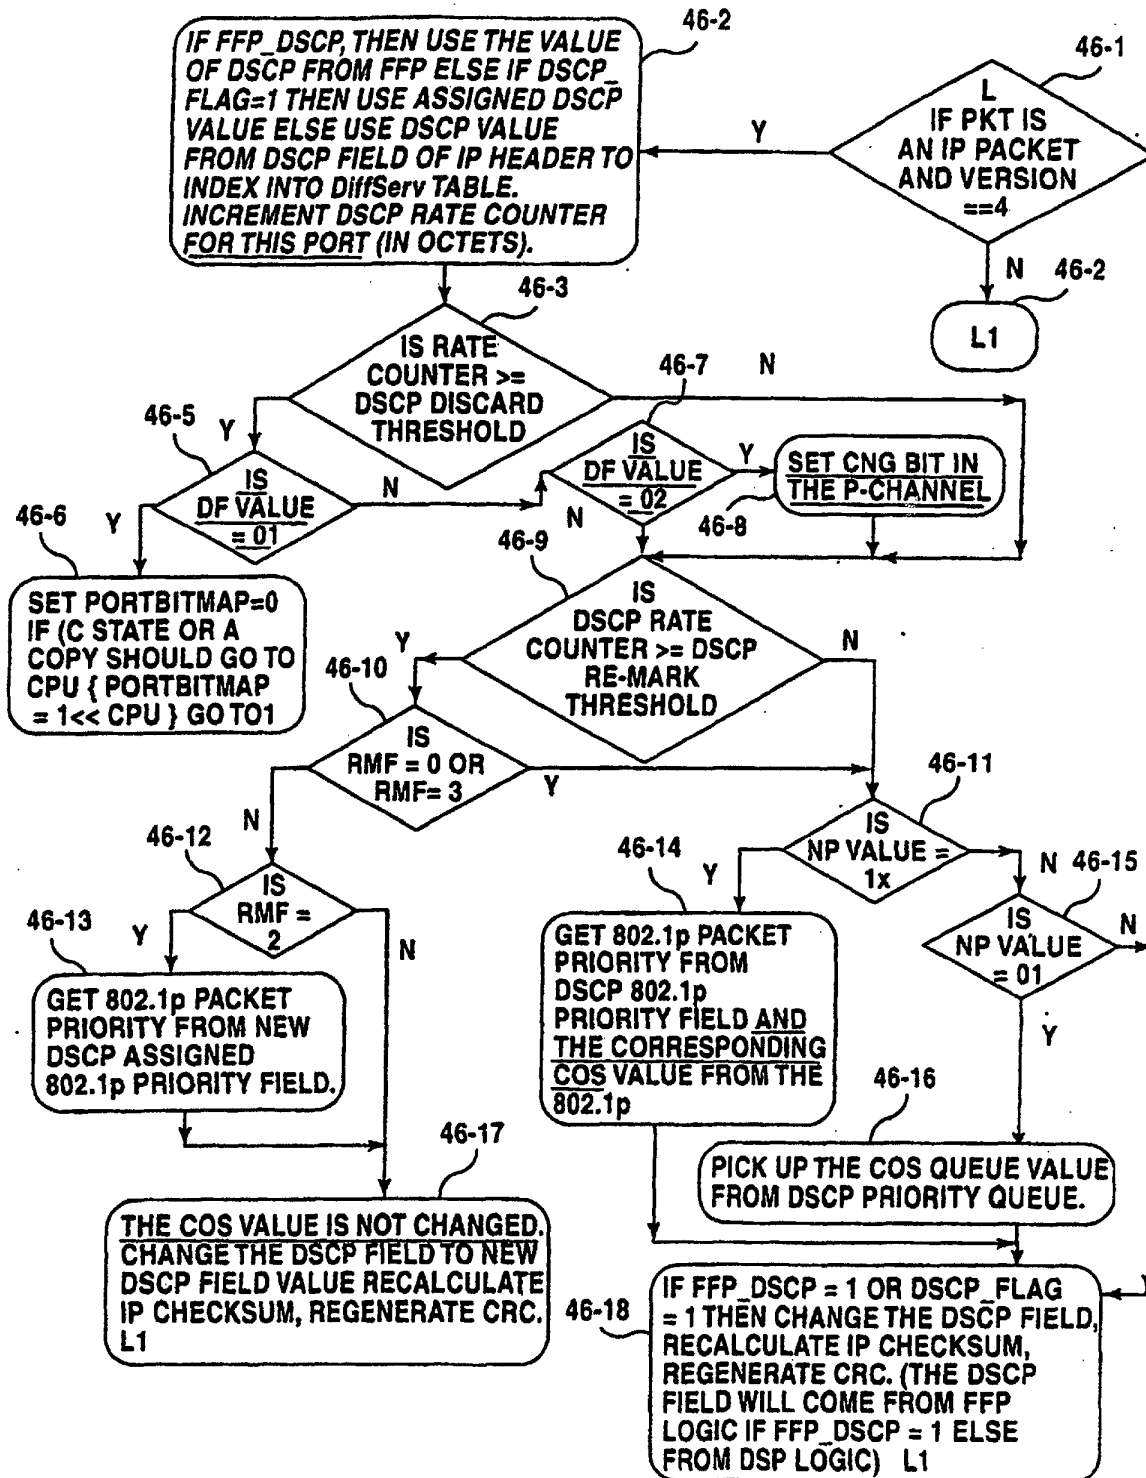 46-2
IF FFP_DSCP, THEN USE THE VALUE
OF DSCP FROM FFP ELSE IF DSCP_
FLAG=1 THEN USE ASSIGNED DSCP
VALUE ELSE USE DSCP VALUE
FROM DSCP FIELD OF IP HEADER TO
INDEX INTO DiffServ TABLE.
INCREMENT DSCP RATE COUNTER
FOR THIS PORT (IN OCTETS).
46-1
L
IF PKT IS
AN IP PACKET
AND VERSION
==4
Y
N
46-2
L1
46-3
IS RATE
COUNTER >=
DSCP DISCARD
THRESHOLD
N
Y
46-5
IS
DF VALUE
= 01
N
Y
46-7
IS
DF VALUE
= 02
Y
N
SET CNG BIT IN
THE P-CHANNEL
46-8
46-6
SET PORTBITMAP=0
IF (C STATE OR A
COPY SHOULD GO TO
CPU { PORTBITMAP
= 1<< CPU } GO TO1
46-9
IS
DSCP RATE
COUNTER >= DSCP
RE-MARK
THRESHOLD
Y
N
46-10
IS
RMF = 0 OR
RMF= 3
Y
N
46-11
IS
NP VALUE =
1x
Y
N
46-12
IS
RMF =
2
Y
N
46-13
GET 802.1p PACKET
PRIORITY FROM NEW
DSCP ASSIGNED
802.1p PRIORITY FIELD.
46-14
GET 802.1p PACKET
PRIORITY FROM
DSCP 802.1p
PRIORITY FIELD AND
THE CORRESPONDING
COS VALUE FROM THE
802.1p
46-15
IS
NP VALUE
= 01
N
Y
46-16
PICK UP THE COS QUEUE VALUE
FROM DSCP PRIORITY QUEUE.
46-17
THE COS VALUE IS NOT CHANGED.
CHANGE THE DSCP FIELD TO NEW
DSCP FIELD VALUE RECALCULATE
IP CHECKSUM, REGENERATE CRC.
L1
46-18
IF FFP_DSCP = 1 OR DSCP_FLAG
= 1 THEN CHANGE THE DSCP FIELD,
RECALCULATE IP CHECKSUM,
REGENERATE CRC. (THE DSCP
FIELD WILL COME FROM FFP
LOGIC IF FFP_DSCP = 1 ELSE
FROM DSP LOGIC) L1